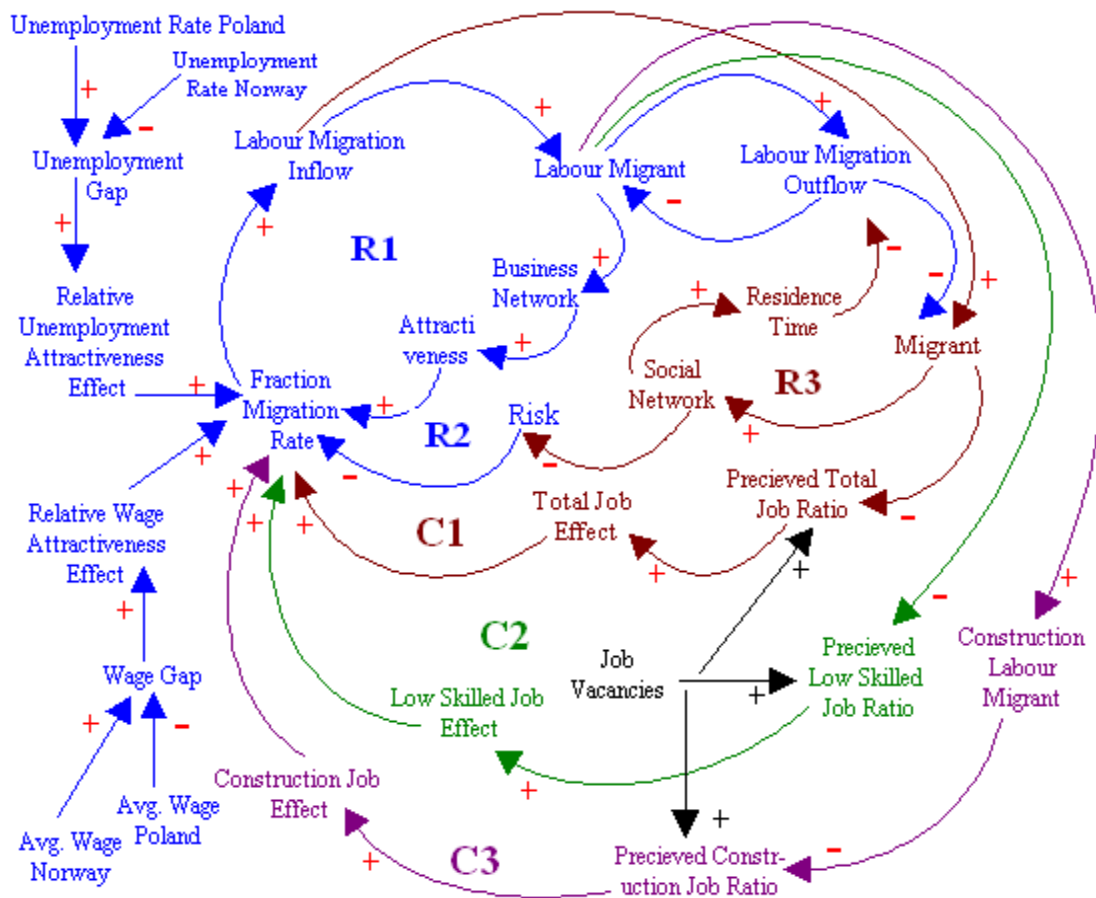 Unemployment Rate Poland
+
Unemployment
Rate Norway
–
Unemployment
Gap
+
Relative
Unemployment
Attractiveness
Effect
+
Labour Migration
Inflow
+
+
Labour Migrant
+
Labour Migration
Outflow
–
R1
Business
Network
+
Attracti
veness
+
+
Fraction
Migration
Rate
R2
Risk
–
–
Social
Network
+
Residence
Time
–
–
+
Migrant
R3
+
Precieved Total
Job Ratio
–
+
Total Job
Effect
+
C1
+
+
+
+
Relative Wage
Attractiveness
Effect
+
Wage Gap
+
–
Avg. Wage
Norway
Avg. Wage
Poland
C2
Job
Vacancies
+
Precieved
Low Skilled
Job Ratio
–
Low Skilled Job
Effect
+
Construction
Labour
Migrant
+
Construction Job
Effect
+
C3
Precieved Constr-
uction Job Ratio
+
–